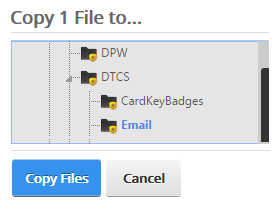 Copy 1 File to...
DPW
DTCS
CardKeyBadges
Email
Copy Files
Cancel